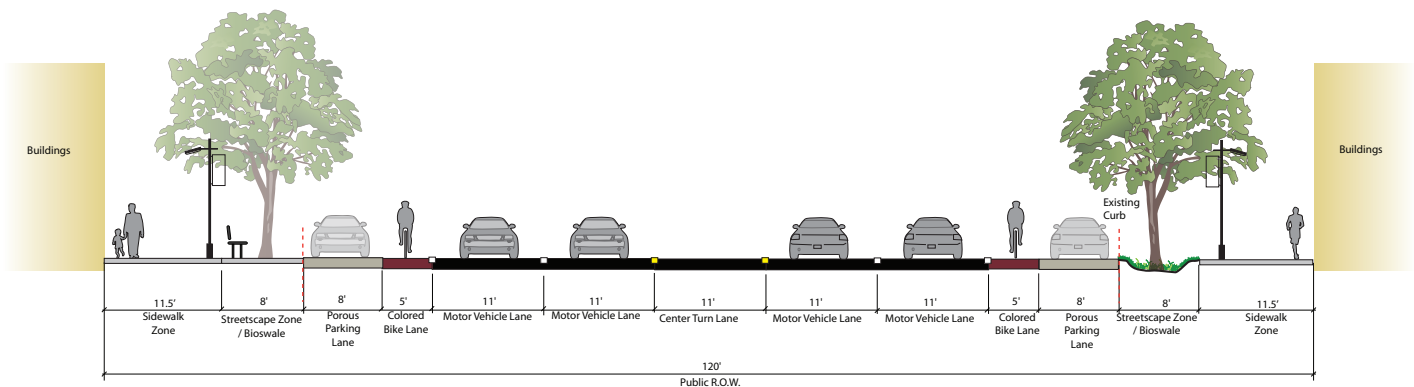 Buildings
Buildings
Existing
Curb
11.5'
Sidewalk
Zone
8'
Streetscape Zone
/ Bioswale
8'
Porous
Parking
Lane
5'
Colored
Bike Lane
11'
Motor Vehicle Lane
11'
Motor Vehicle Lane
11'
Center Turn Lane
11'
Motor Vehicle Lane
11'
Motor Vehicle Lane
5'
Colored
Bike Lane
8'
Porous
Parking
Lane
8'
Streetscape Zone
/ Bioswale
11.5'
Sidewalk
Zone
120'
Public R.O.W.